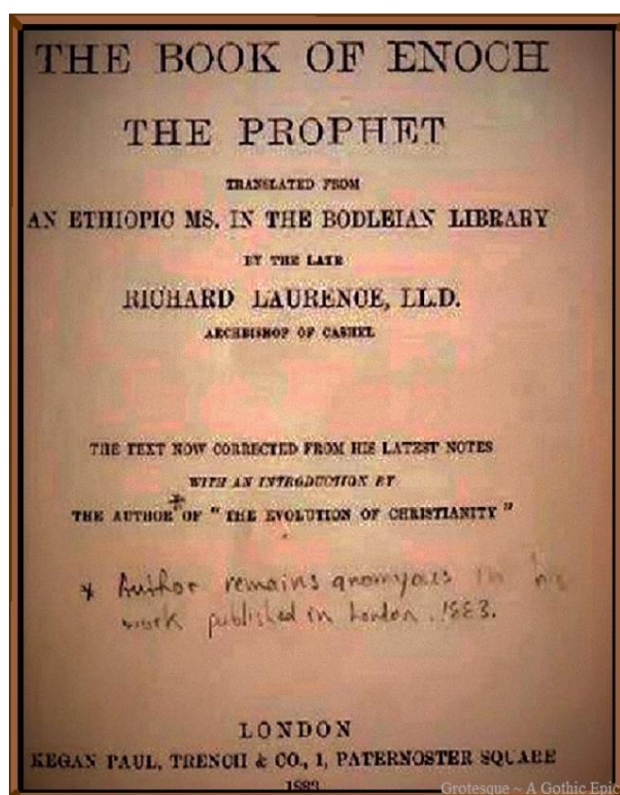 THE BOOK OF ENOCH
THE PROPHET
TRANSLATED FROM
AN ETHIOPIC MS. IN THE BODLEIAN LIBRARY
BY THE LATE
RICHARD LAURENCE, LL.D.
ARCHBISHOP OF CASHEL
THE TEXT NOW CORRECTED FROM HIS LATEST NOTES
WITH AN INTRODUCTION BY
THE AUTHOR * OF "THE EVOLUTION OF CHRISTIANITY"
* Author remains anomyous in his
work published in London. 1883.
LONDON
KEGAN PAUL, TRENCH & CO., 1, PATERNOSTER SQUARE
Grotesque ~ A Gothic Epic